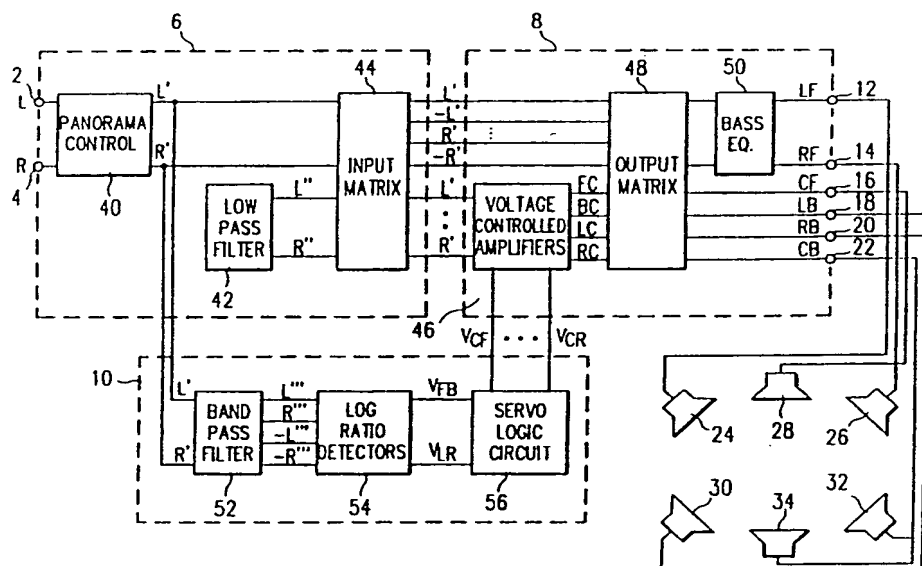 6
8
2
L
PANORAMA
CONTROL
L'
R'
R
4
40
44
INPUT
MATRIX
L'
-L'
R'
-R'
48
OUTPUT
MATRIX
50
BASS
EQ.
LF
12
RF
14
CF
16
LB
18
RB
20
CB
22
LOW
PASS
FILTER
42
L"
R"
L'
R'
VOLTAGE
CONTROLLED
AMPLIFIERS
FC
BC
LC
RC
46
VCF
VCR
10
L'
R'
BAND
PASS
FILTER
52
L'''
R'''
-L'''
-R'''
LOG
RATIO
DETECTORS
54
VFB
VLR
SERVO
LOGIC
CIRCUIT
56
24
28
26
30
34
32